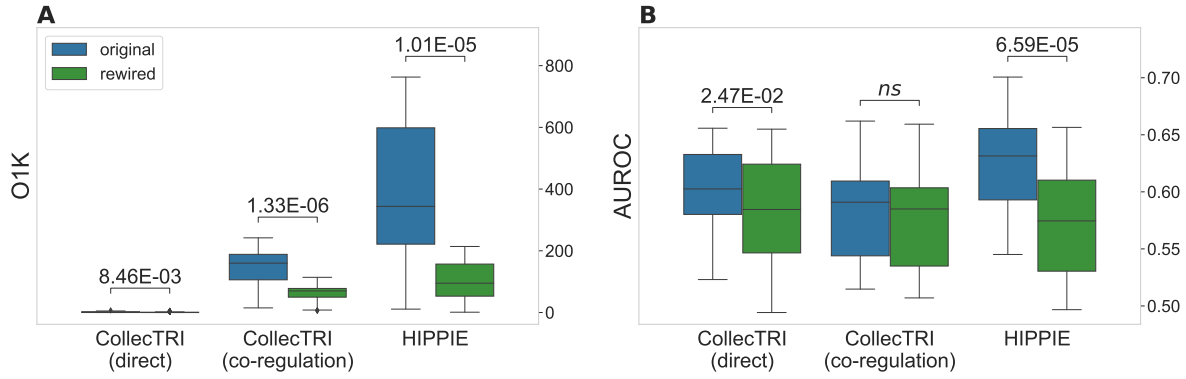 A
original
rewired
8.46E-03
1.33E-06
1.01E-05
O1K
800
600
400
200
0
CollecTRI
(direct)
CollecTRI
(co-regulation)
HIPPIE
B
2.47E-02
ns
6.59E-05
AUROC
0.70
0.65
0.60
0.55
0.50
CollecTRI
(direct)
CollecTRI
(co-regulation)
HIPPIE